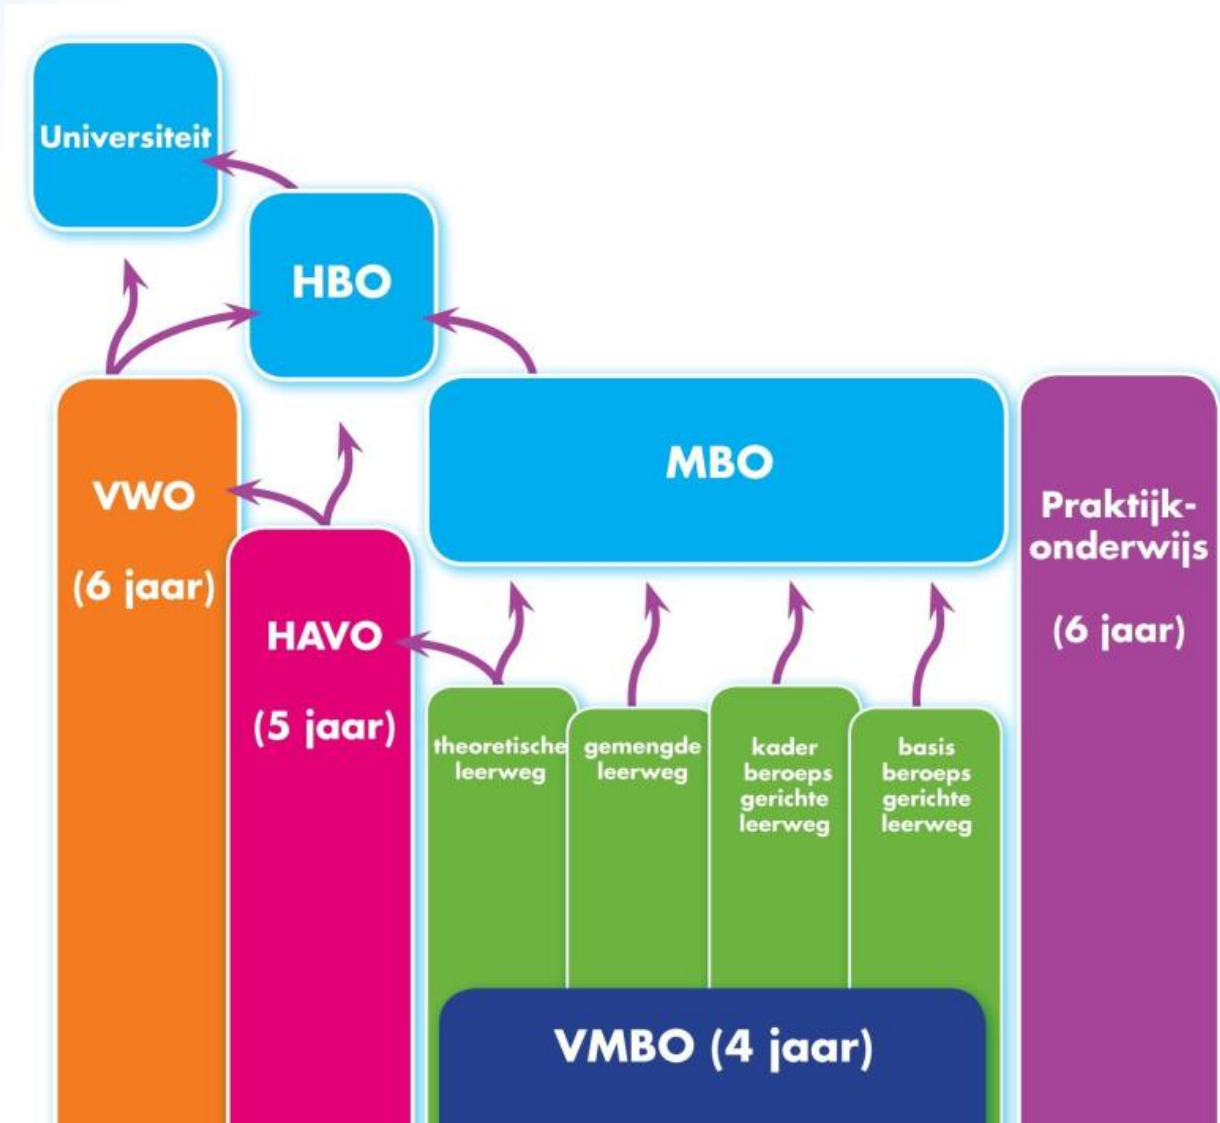 Universiteit
HBO
MBO
VWO
(6 jaar)
HAVO
(5 jaar)
Praktijk-
onderwijs
(6 jaar)
theoretische
leerweg
gemengde
leerweg
kader
beroeps
gerichte
leerweg
basis
beroeps
gerichte
leerweg
VMBO (4 jaar)